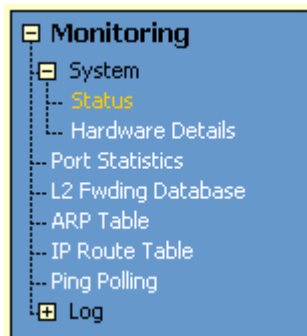 Monitoring
System
Status
Hardware Details
Port Statistics
L2 Fwding Database
ARP Table
IP Route Table
Ping Polling
Log